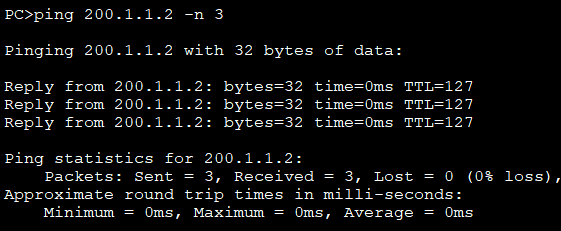 PC>ping 200.1.1.2 -n 3
Pinging 200.1.1.2 with 32 bytes of data:
Reply from 200.1.1.2: bytes=32 time=0ms TTL=127
Reply from 200.1.1.2: bytes=32 time=0ms TTL=127
Reply from 200.1.1.2: bytes=32 time=0ms TTL=127
Ping statistics for 200.1.1.2:
Packets: Sent = 3, Received = 3, Lost = 0 (0% loss),
Approximate round trip times in milli-seconds:
Minimum = 0ms, Maximum = 0ms, Average = 0ms